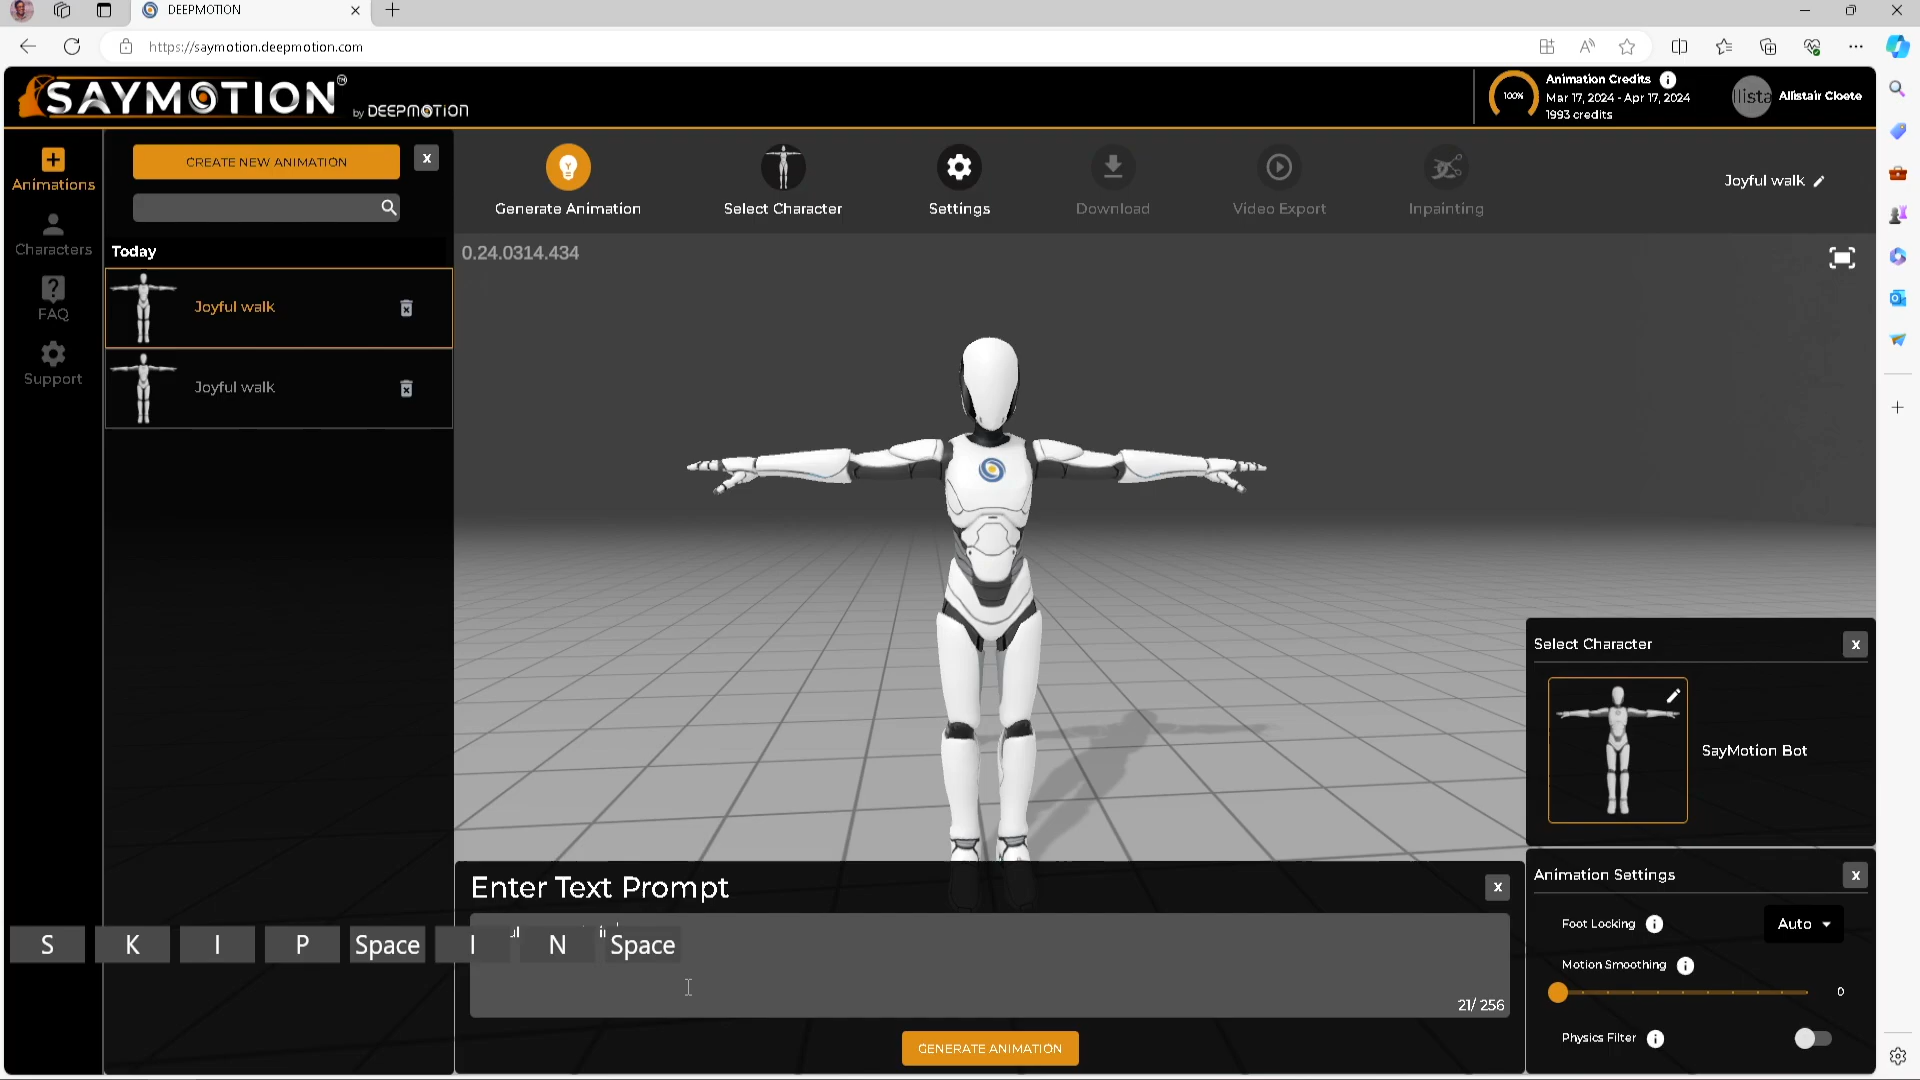 DEEPMOTION
https://saymotion.deepmotion.com
SAYMOTION™
by DEEPMOTION
100%
Animation Credits
Mar 17, 2024 - Apr 17, 2024
1993 credits
llista
Allistair Cloete
Animations
Characters
FAQ
Support
CREATE NEW ANIMATION
x
Today
Joyful walk
Joyful walk
Generate Animation
Select Character
Settings
Download
Video Export
Inpainting
Joyful walk
0.24.0314.434
Select Character
x
SayMotion Bot
Enter Text Prompt
x
21/ 256
GENERATE ANIMATION
S K I P Space I N Space
Animation Settings
x
Foot Locking
Auto
Motion Smoothing
0
Physics Filter